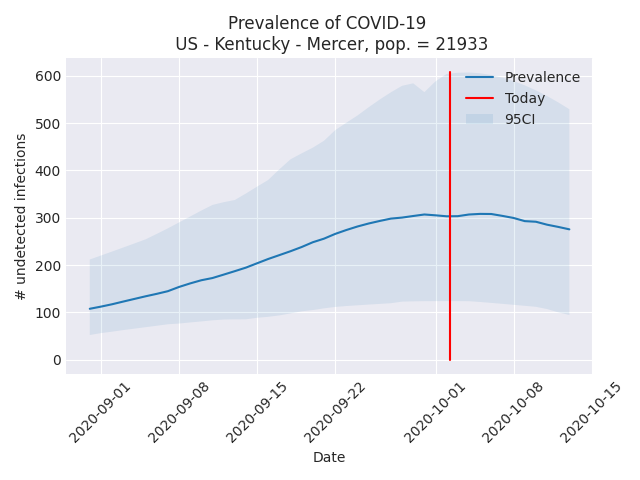 Prevalence of COVID-19
US - Kentucky - Mercer, pop. = 21933
600
500
400
300
200
100
0
# undetected infections
Prevalence
Today
95CI
2020-09-01
2020-09-08
2020-09-15
2020-09-22
2020-10-01
2020-10-08
2020-10-15
Date